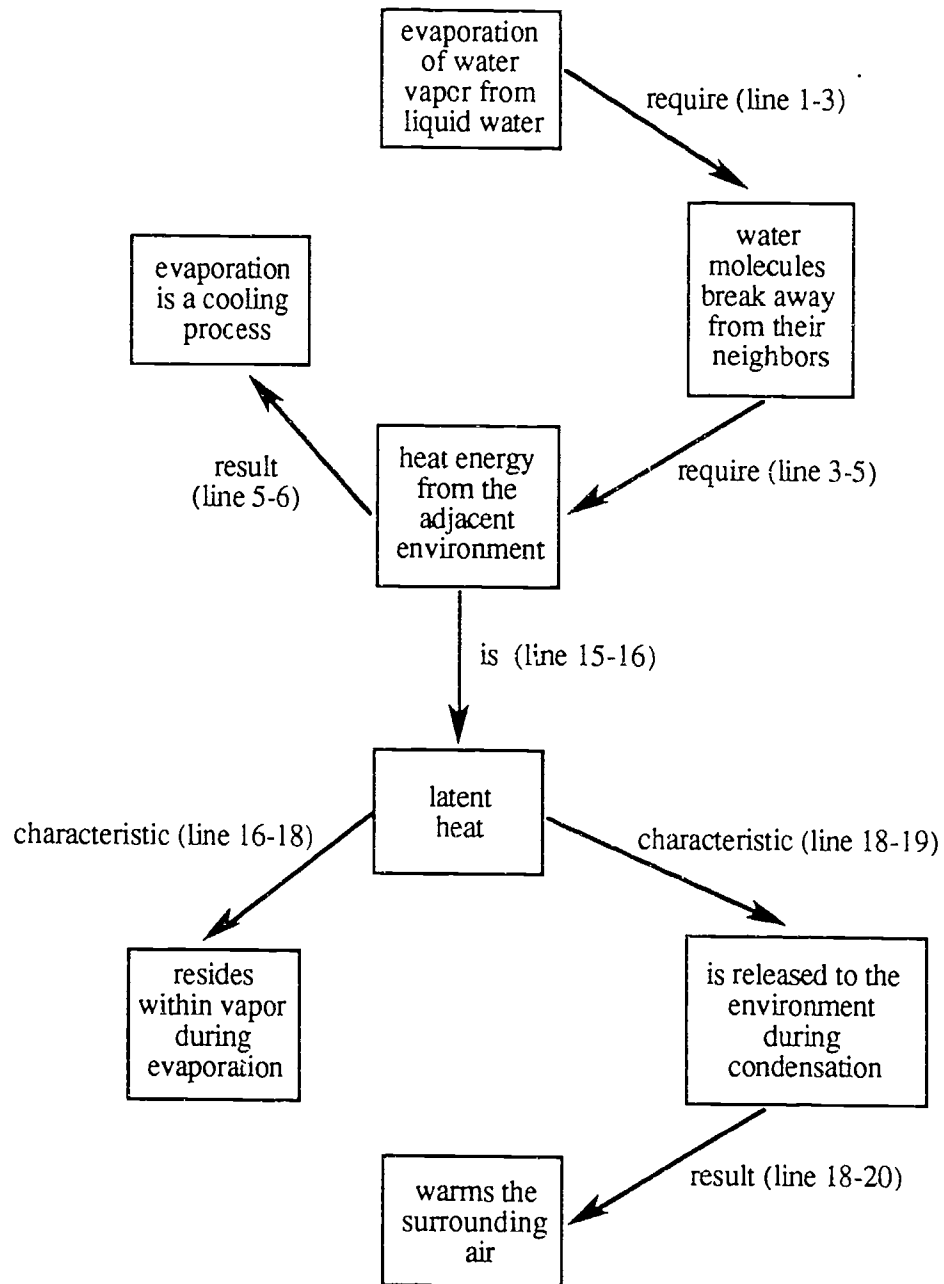 evaporation
of water
vapor from
liquid water
require (line 1-3)
water
molecules
break away
from their
neighbors
evaporation
is a cooling
process
result
(line 5-6)
heat energy
from the
adjacent
environment
require (line 3-5)
is (line 15-16)
latent
heat
characteristic (line 16-18)
characteristic (line 18-19)
resides
within vapor
during
evaporation
is released to the
environment
during
condensation
result (line 18-20)
warms the
surrounding
air